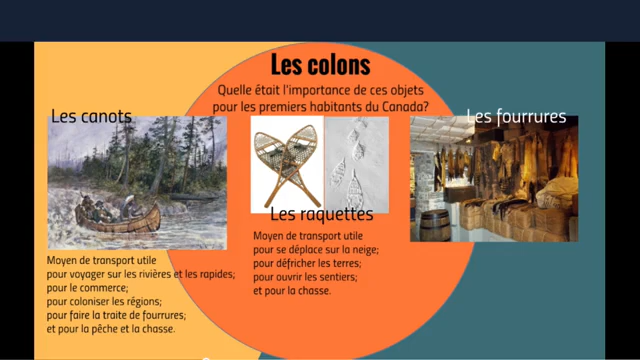 Les colons
Quelle était l'importance de ces objets
pour les premiers habitants du Canada?
Les canots
Moyen de transport utile
pour voyager sur les rivières et les rapides;
pour le commerce;
pour coloniser les régions;
pour faire la traite de fourrures;
et pour la pêche et la chasse.
Les raquettes
Moyen de transport utile
pour se déplace sur la neige;
pour défricher les terres;
pour ouvrir les sentiers;
et pour la chasse.
Les fourrures